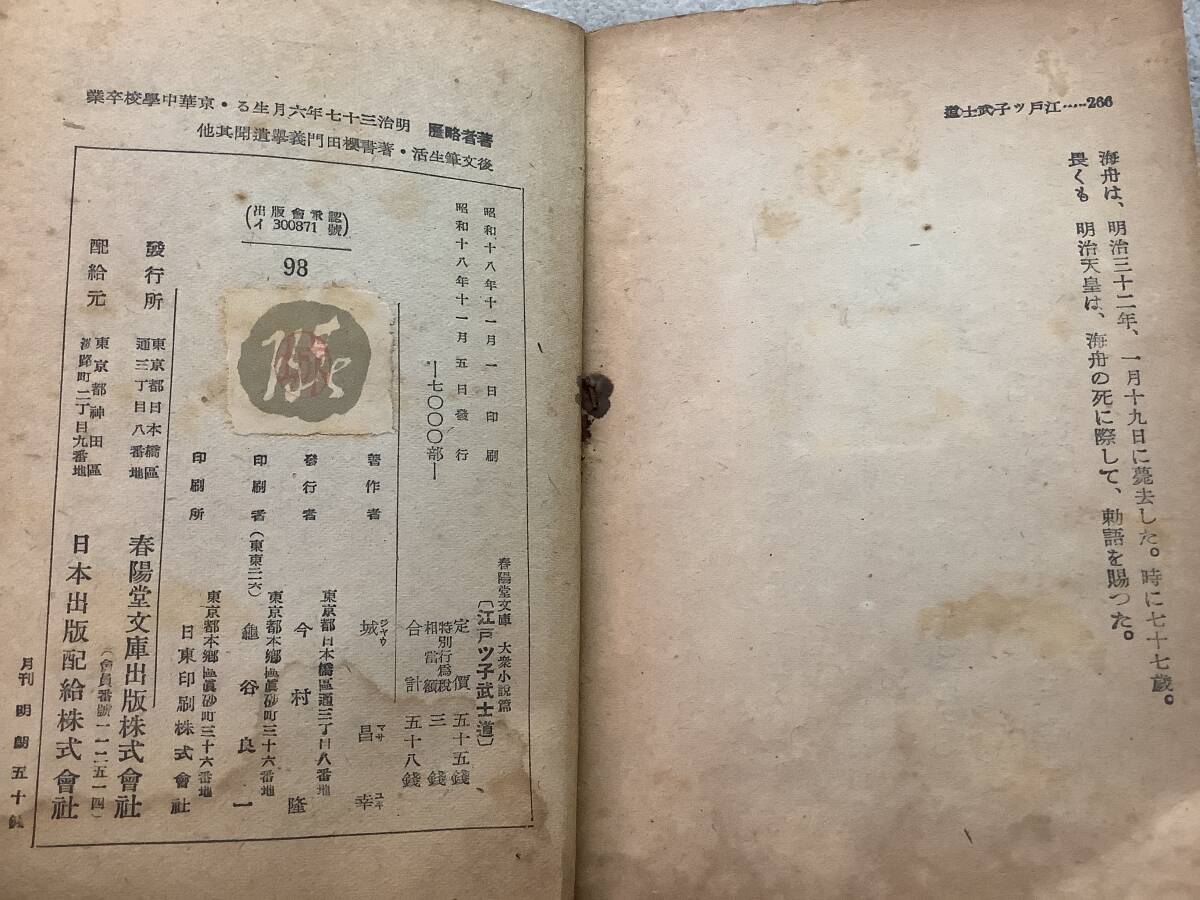 266……江戸ッ子武士道
海舟は、明治三十二年、一月十九日に薨去した。時に七十七歳。
畏くも　明治天皇は、海舟の死に際して、勅語を賜つた。
著者略歷　明治三十七年六月生る・京華中學校卒業
後文筆生活・著書櫻田門義擧遺聞其他
昭和十八年十一月一日印刷
昭和十八年十一月五日發行
―七〇〇〇部―
春陽堂文庫　大衆小說篇
〔江戸ッ子武士道〕
定價　五十五錢
特別行爲稅
相當額　三錢
合計　五十八錢
著作者　城昌幸
ジヤウ　マサ　ユキ
東京都日本橋區通三丁目八番地
發行者　今村隆
東京都本鄕區眞砂町三十六番地
印刷者（東東二一六）龜谷良一
東京都本鄕區眞砂町三十六番地
印刷所　日東印刷株式會社
（出版會承認
イ300871號）
98
發行所　東京都日本橋區
通三丁目八番地　春陽堂文庫出版株式會社
（會員番號一一二五一四）
配給元　東京都神田區
淡路町二丁目九番地　日本出版配給株式會社
月刊　明朗　五十錢